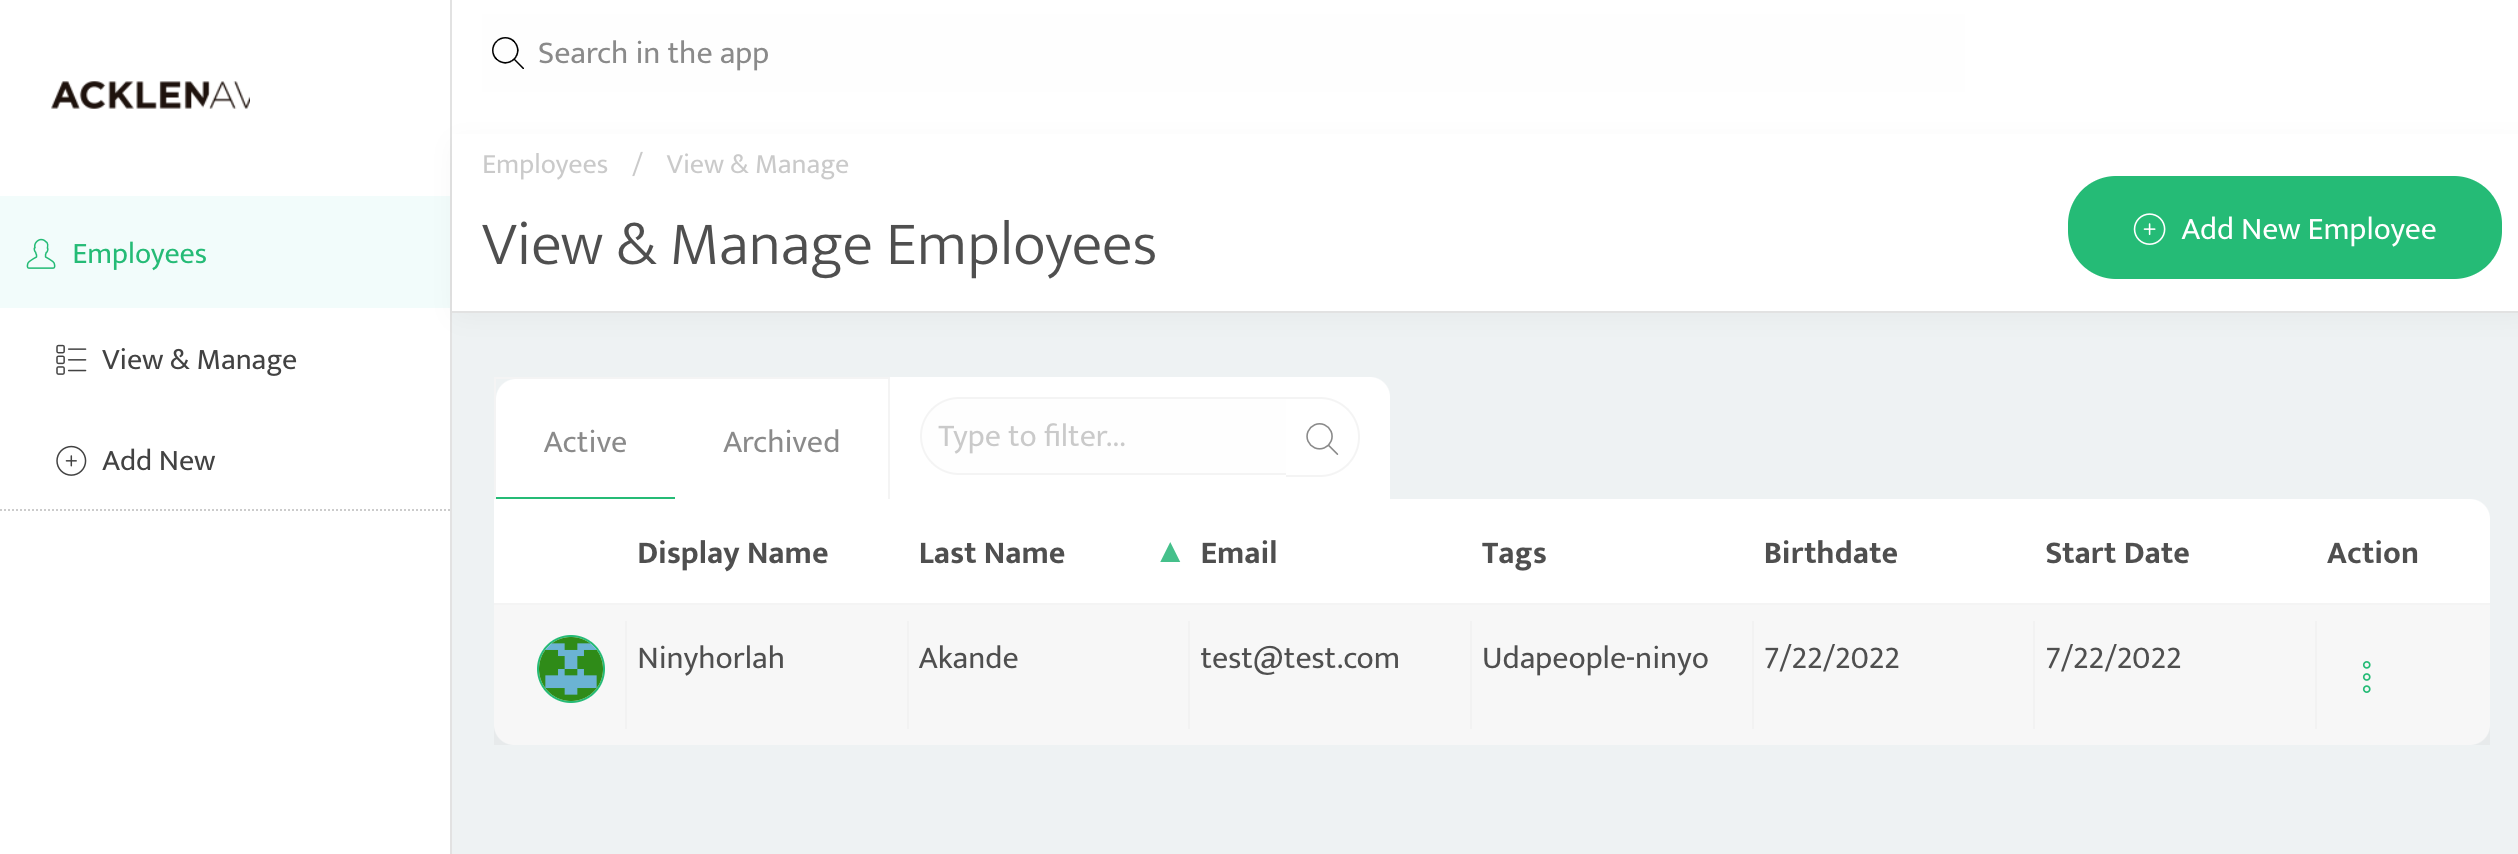 ACKLENAV
Search in the app
Employees / View & Manage
View & Manage Employees
Add New Employee
Employees
View & Manage
Add New
Active Archived Type to filter...
Display Name Last Name Email Tags Birthdate Start Date Action
Ninyhorlah Akande test@test.com Udapeople-ninyo 7/22/2022 7/22/2022